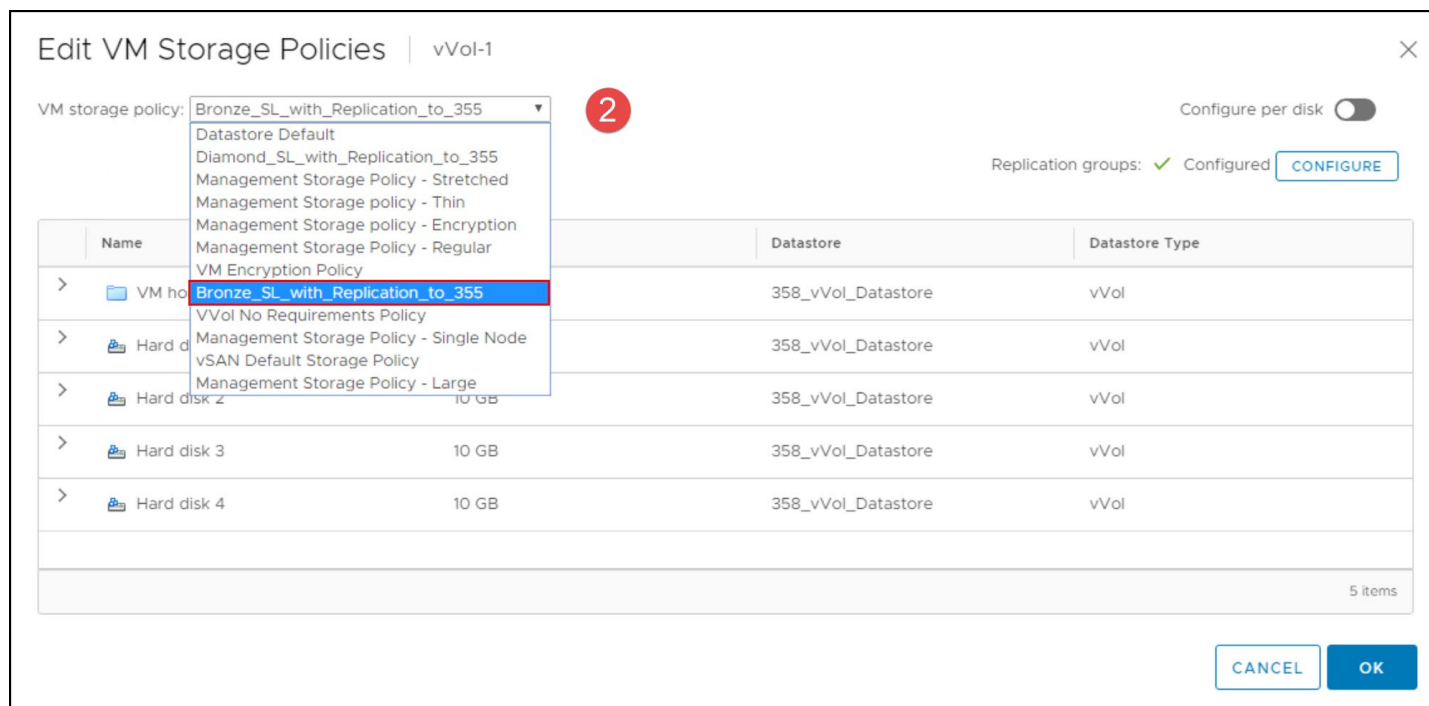 Edit VM Storage Policies | vVol-1
VM storage policy: Bronze_SL_with_Replication_to_355
2
Configure per disk
Datastore Default
Diamond_SL_with_Replication_to_355
Management Storage Policy - Stretched
Management Storage policy - Thin
Management Storage policy - Encryption
Management Storage Policy - Regular
VM Encryption Policy
Bronze_SL_with_Replication_to_355
VVol No Requirements Policy
Management Storage Policy - Single Node
vSAN Default Storage Policy
Management Storage Policy - Large
Replication groups: Configured CONFIGURE
Name Datastore Datastore Type
VM ho 358_vVol_Datastore vVol
Hard d 358_vVol_Datastore vVol
Hard disk 2 10 GB 358_vVol_Datastore vVol
Hard disk 3 10 GB 358_vVol_Datastore vVol
Hard disk 4 10 GB 358_vVol_Datastore vVol
5 items
CANCEL OK